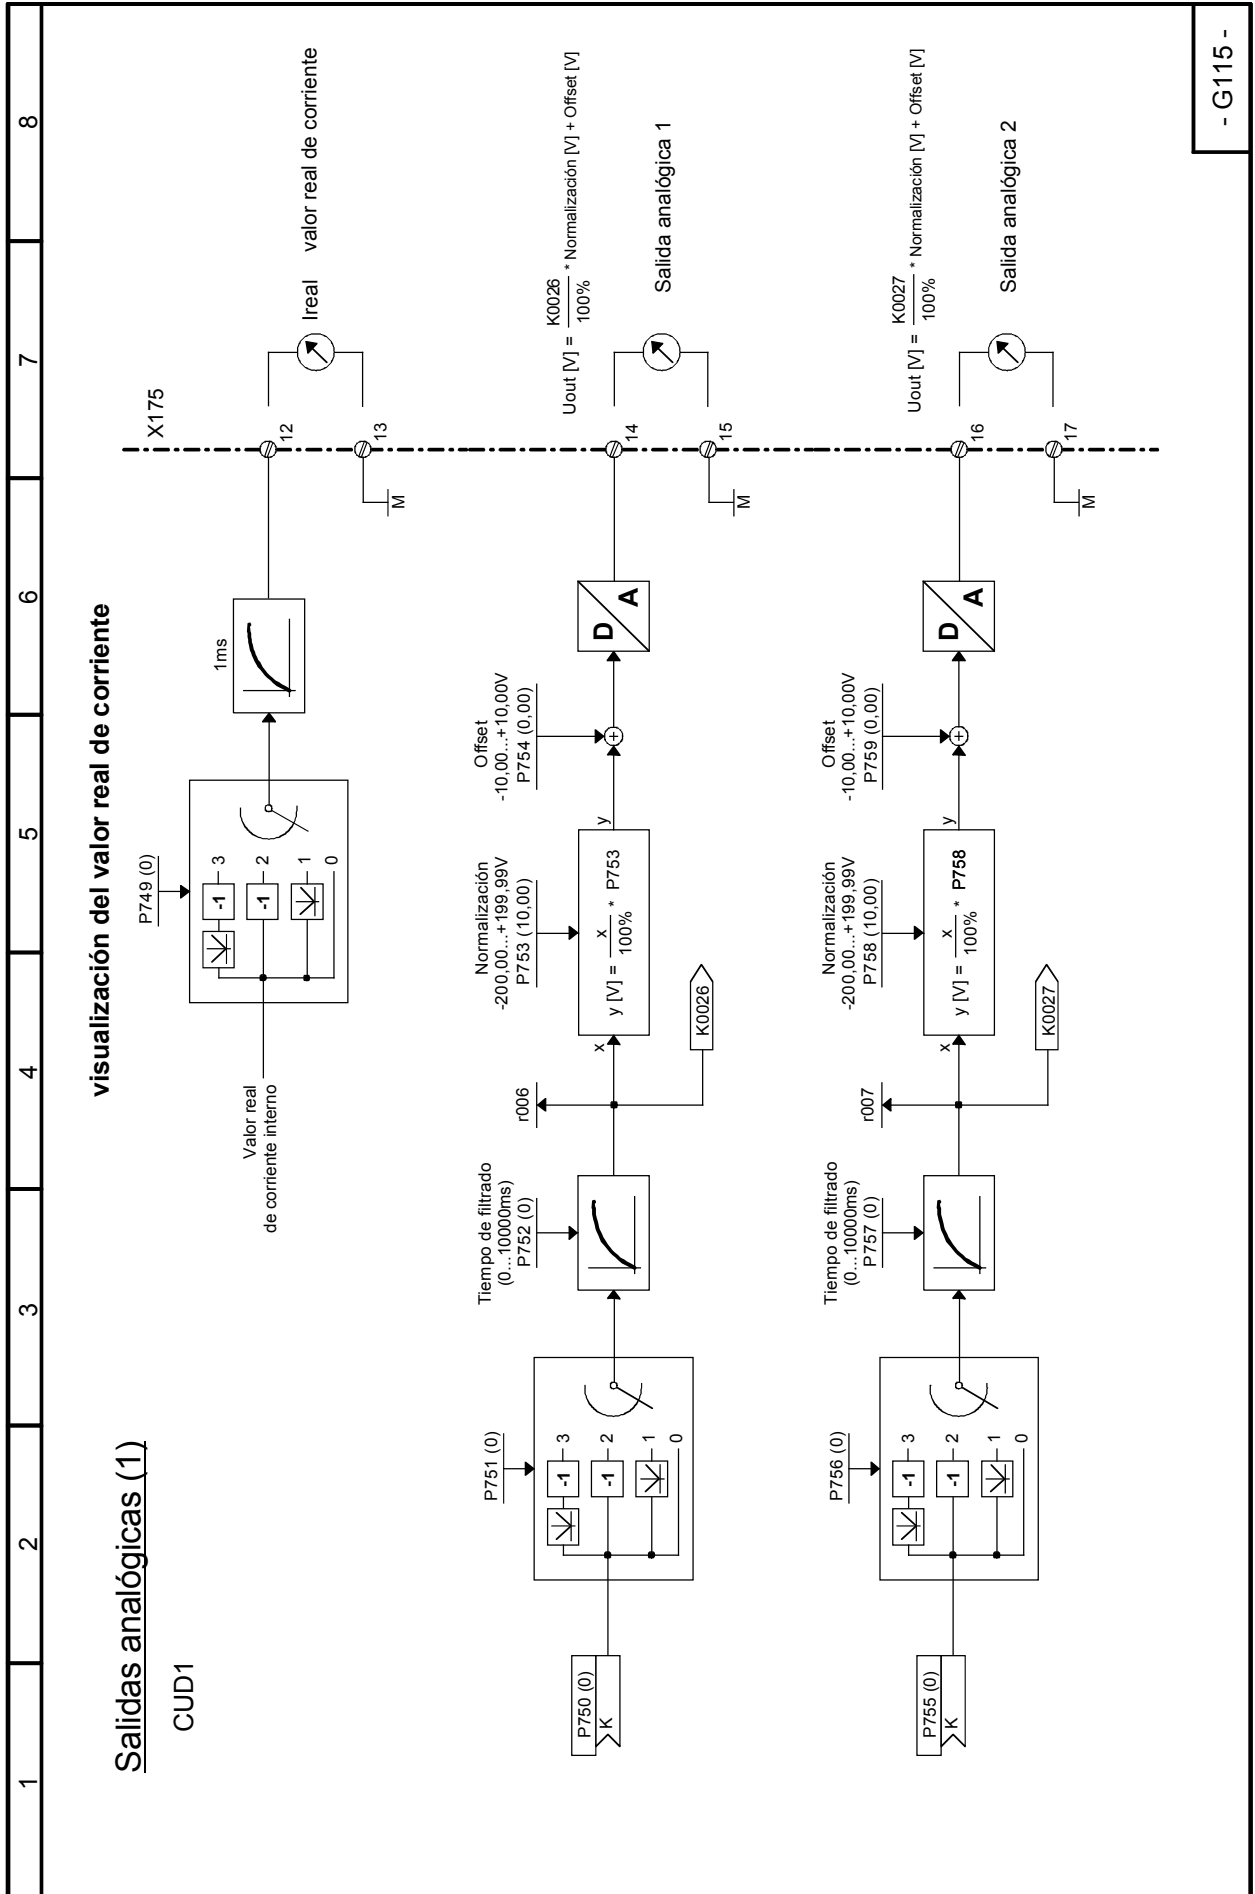 1 2 3 4 5 6 7 8
Salidas analógicas (1)
CUD1
visualización del valor real de corriente
P749 (0)
Valor real
de corriente interno
-1
3
-1
2
1
0
1ms
X175
12
13
M
Ireal valor real de corriente
P750 (0)
K
P751 (0)
-1
3
-1
2
1
0
Tiempo de filtrado
(0...10000ms)
P752 (0)
r006
K0026
x
Normalización
-200,00...+199,99V
P753 (10,00)
y [V] = x / 100% * P753
y
Offset
-10,00...+10,00V
P754 (0,00)
+
D
A
14
15
M
Uout [V] = K0026 / 100% * Normalización [V] + Offset [V]
Salida analógica 1
P755 (0)
K
P756 (0)
-1
3
-1
2
1
0
Tiempo de filtrado
(0...10000ms)
P757 (0)
r007
K0027
x
Normalización
-200,00...+199,99V
P758 (10,00)
y [V] = x / 100% * P758
y
Offset
-10,00...+10,00V
P759 (0,00)
+
D
A
16
17
M
Uout [V] = K0027 / 100% * Normalización [V] + Offset [V]
Salida analógica 2
- G115 -